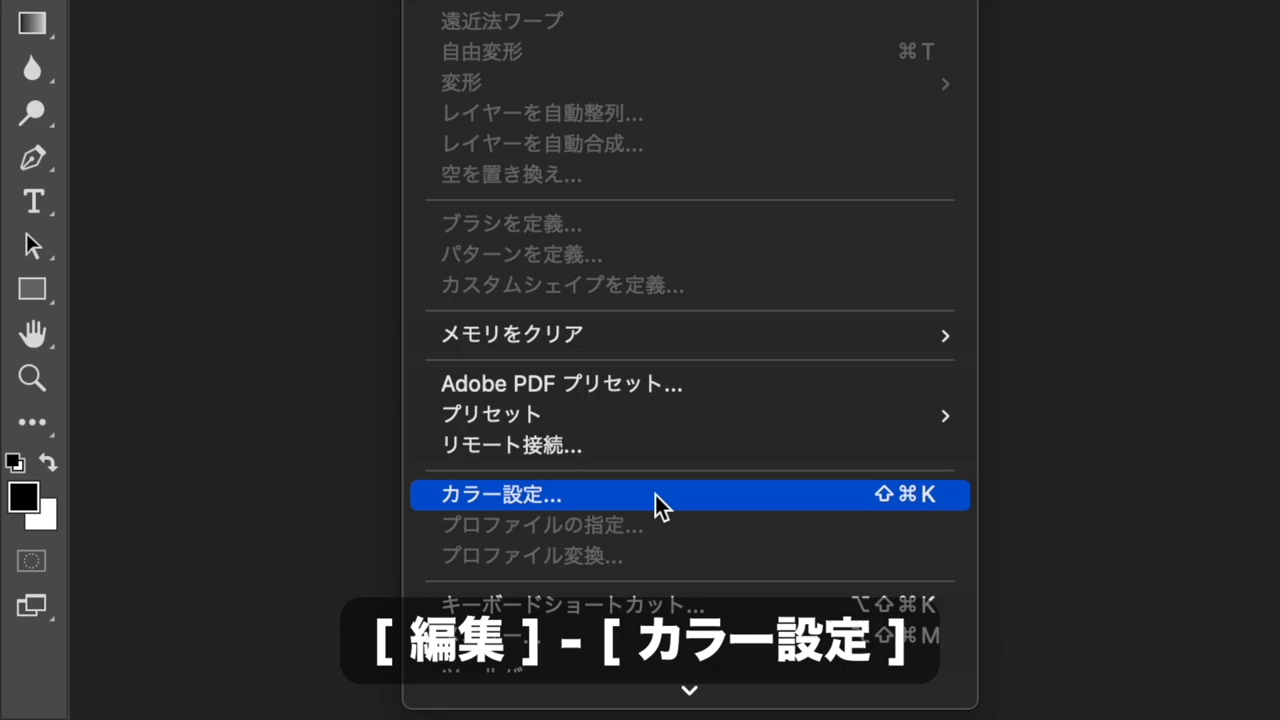 遠近法ワープ
自由変形 ⌘T
変形 >
レイヤーを自動整列...
レイヤーを自動合成...
空を置き換え...
ブラシを定義...
パターンを定義...
カスタムシェイプを定義...
メモリをクリア >
Adobe PDF プリセット...
プリセット >
リモート接続...
カラー設定... ⇧⌘K
プロファイルの指定...
プロファイル変換...
キーボードショートカット... ⌥⇧⌘K
⇧⌘M
[ 編集 ] - [ カラー設定 ]